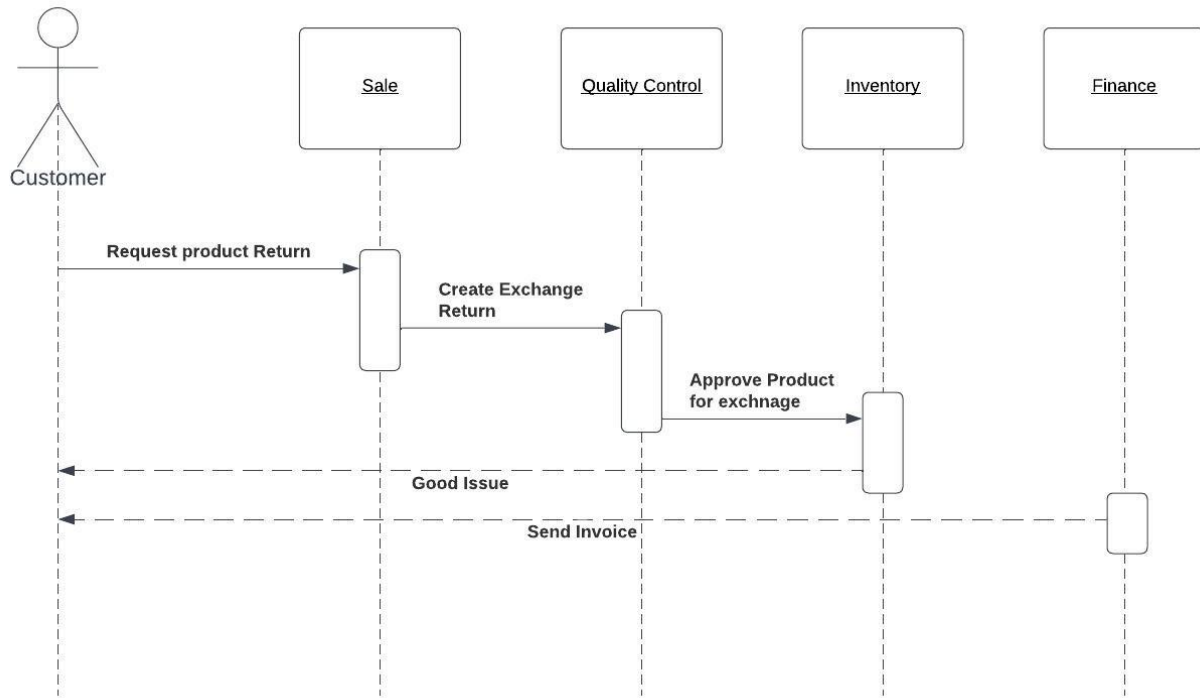 Sale
Quality Control
Inventory
Finance
Customer
Request product Return
Create Exchange
Return
Approve Product
for exchnage
Good Issue
Send Invoice